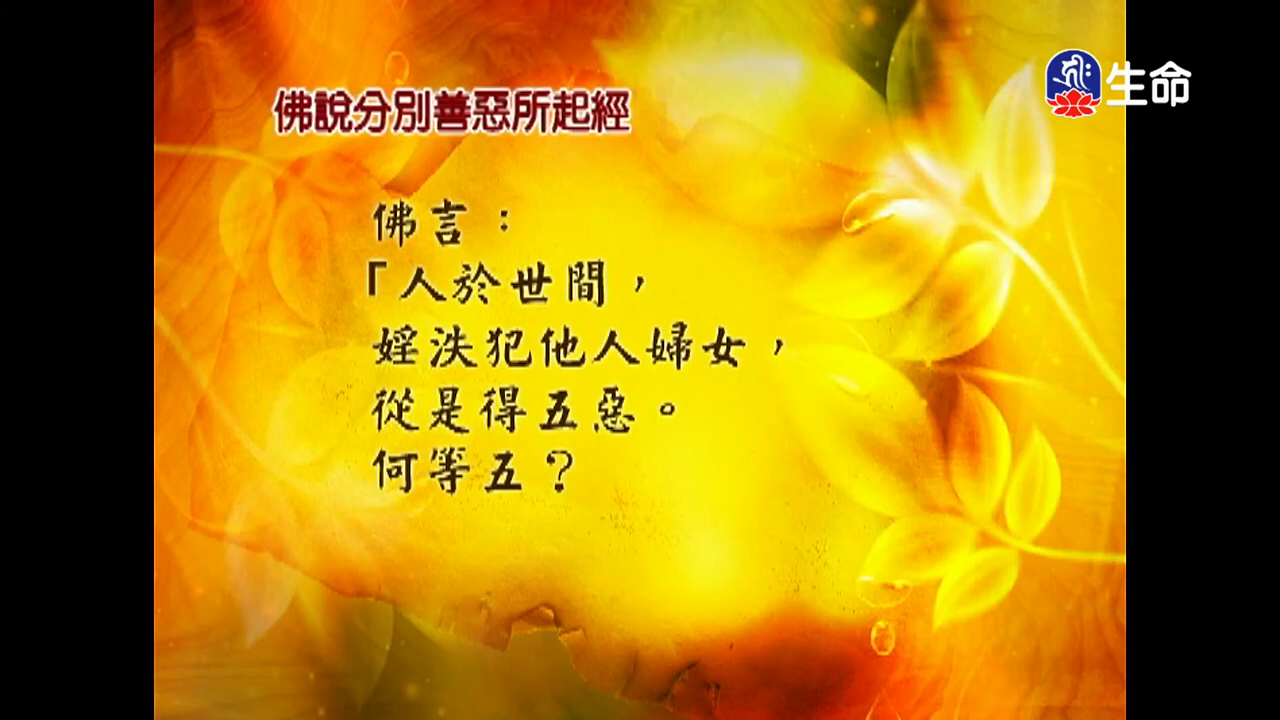 佛說分別善惡所起經
生命
佛言：
「人於世間，
婬泆犯他人婦女，
從是得五惡。
何等五？